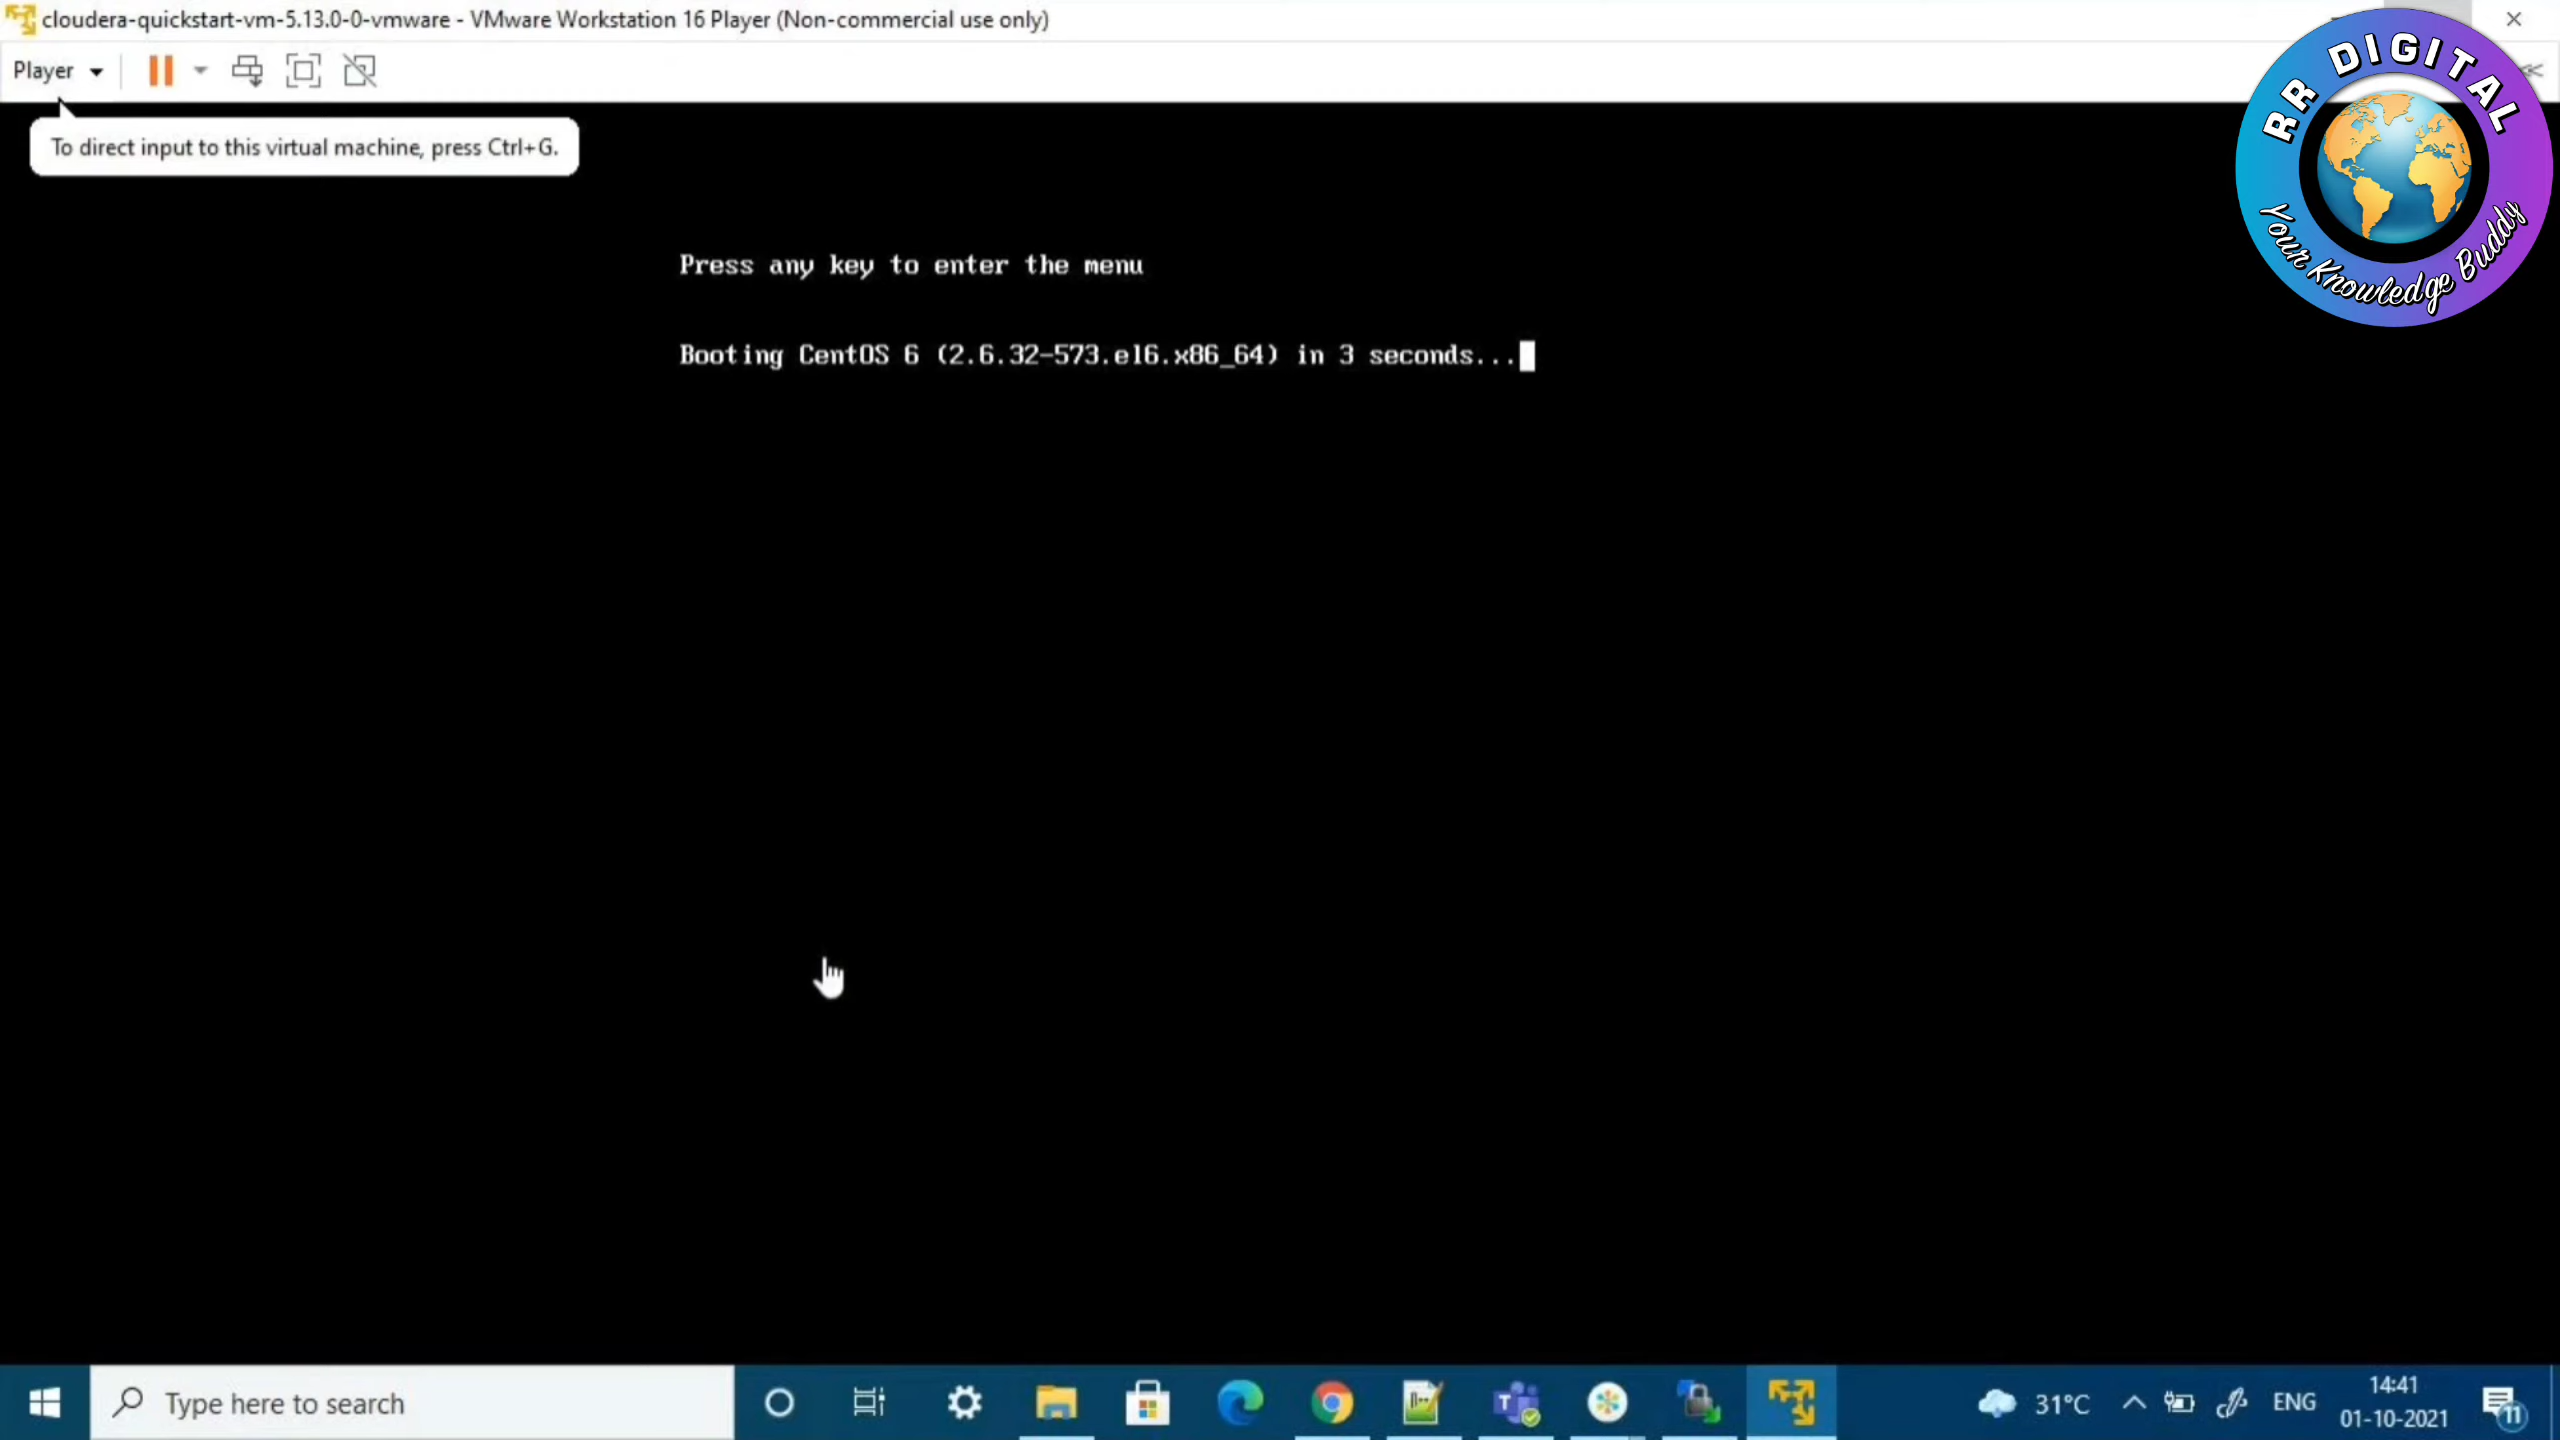 cloudera-quickstart-vm-5.13.0-0-vmware - VMware Workstation 16 Player (Non-commercial use only)
Player
To direct input to this virtual machine, press Ctrl+G.
RR DIGITAL
Your Knowledge Buddy
Press any key to enter the menu
Booting CentOS 6 (2.6.32-573.el6.x86_64) in 3 seconds...
Type here to search
31°C
ENG
14:41
01-10-2021
11